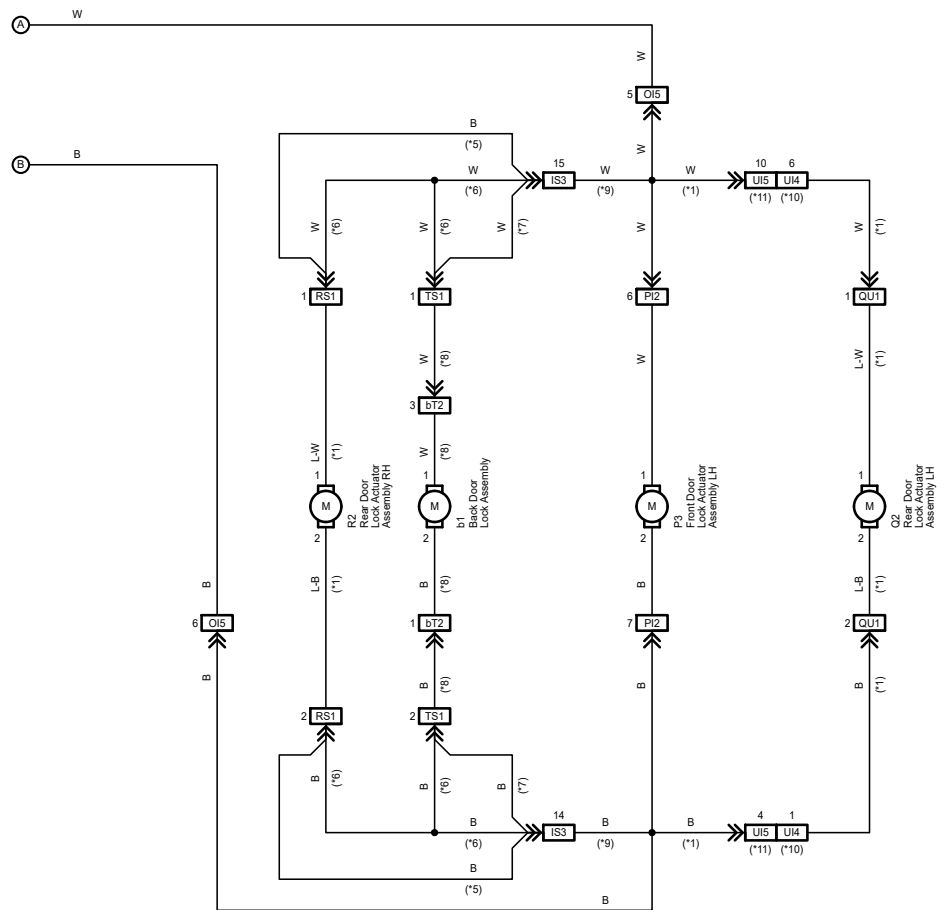 A
W
W
5 OI5
B
(*5)
B
B
W
15
W
W
W
10 6
IS3
UI5 UI4
(*6)
(*9)
(*1)
(*11) (*10)
W (*6)
W (*6)
W (*7)
W
W (*1)
1 RS1
1 TS1
6 PI2
1 QU1
W (*8)
W
L-W (*1)
3 bT2
L-W (*1)
W (*8)
1
1
1
1
M
M
M
M
2
2
2
2
R2
Rear Door
Lock Actuator
Assembly RH
b1
Back Door
Lock Assembly
P3
Front Door
Lock Actuator
Assembly LH
Q2
Rear Door
Lock Actuator
Assembly LH
B
L-B (*1)
B (*8)
B
L-B (*1)
6 OI5
1 bT2
7 PI2
2 QU1
B
B (*8)
B
B (*1)
2 RS1
2 TS1
B (*6)
B (*6)
B (*7)
14
4 1
B
B
B
IS3
UI5 UI4
(*6)
(*9)
(*1)
(*11) (*10)
B
(*5)
B